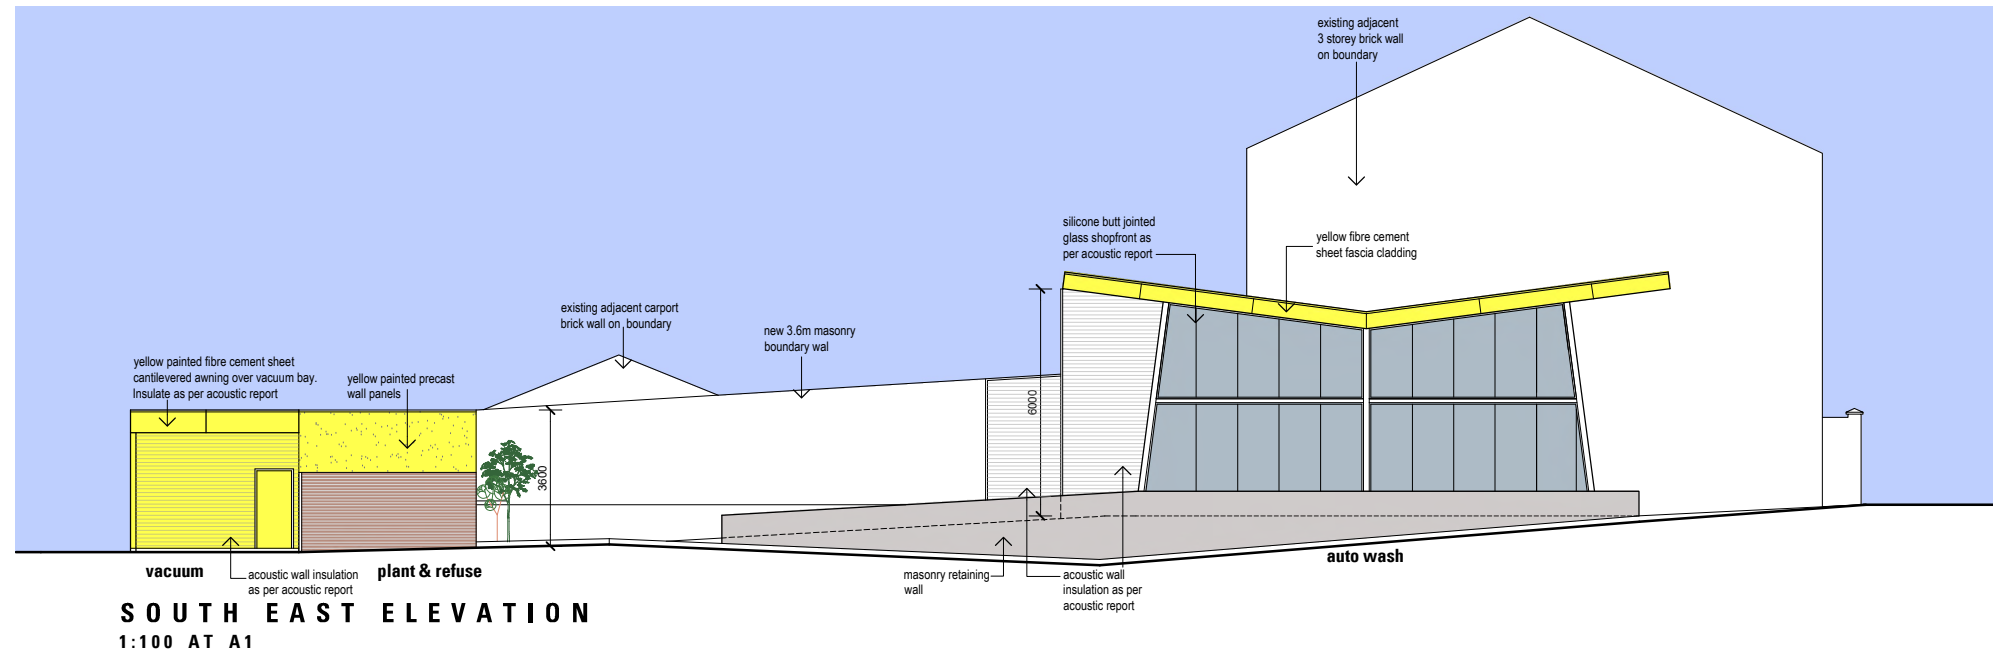 existing adjacent
3 storey brick wall
on boundary
silicone butt jointed
glass shopfront as
per acoustic report
yellow fibre cement
sheet fascia cladding
existing adjacent carport
brick wall on boundary
new 3.6m masonry
boundary wal
yellow painted fibre cement sheet
cantilevered awning over vacuum bay.
Insulate as per acoustic report
yellow painted precast
wall panels
6000
3600
vacuum
acoustic wall insulation
as per acoustic report
plant & refuse
masonry retaining
wall
acoustic wall
insulation as per
acoustic report
auto wash
SOUTH EAST ELEVATION
1:100 AT A1